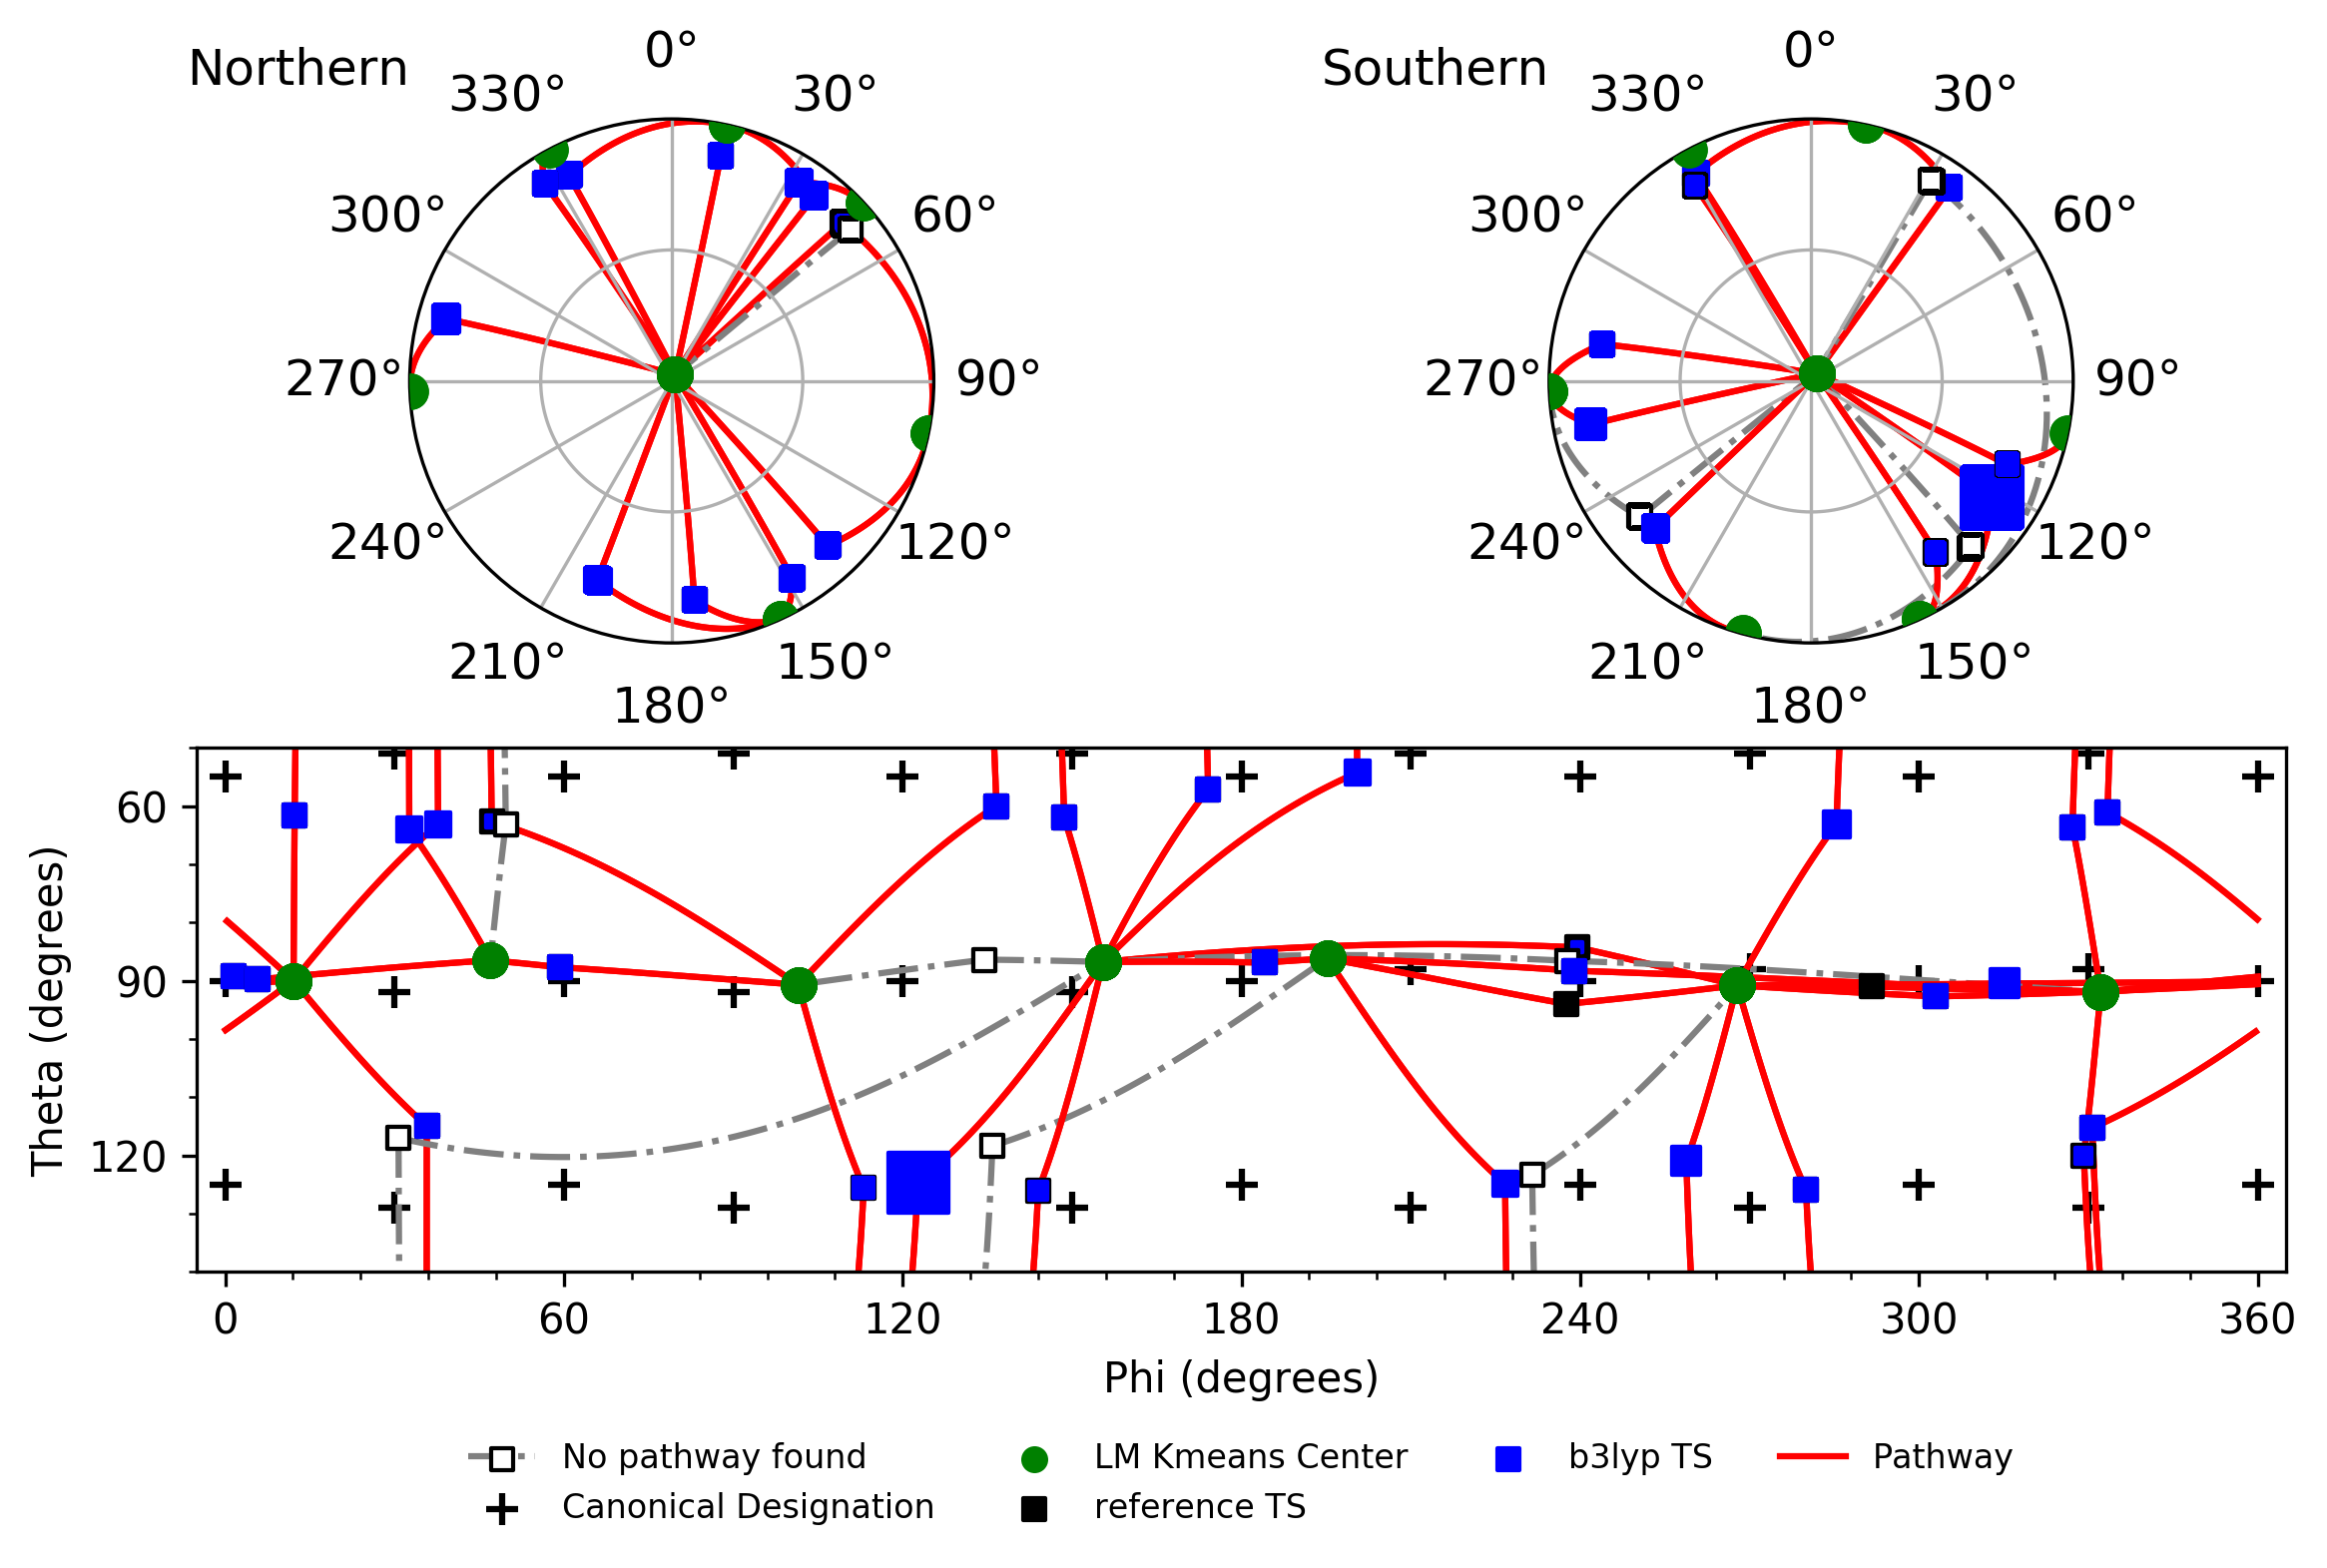 Northern
0°
30°
60°
90°
120°
150°
180°
210°
240°
270°
300°
330°
Southern
0°
30°
60°
90°
120°
150°
180°
210°
240°
270°
300°
330°
Theta (degrees)
60
90
120
0 60 120 180 240 300 360
Phi (degrees)
No pathway found
Canonical Designation
LM Kmeans Center
reference TS
b3lyp TS
Pathway